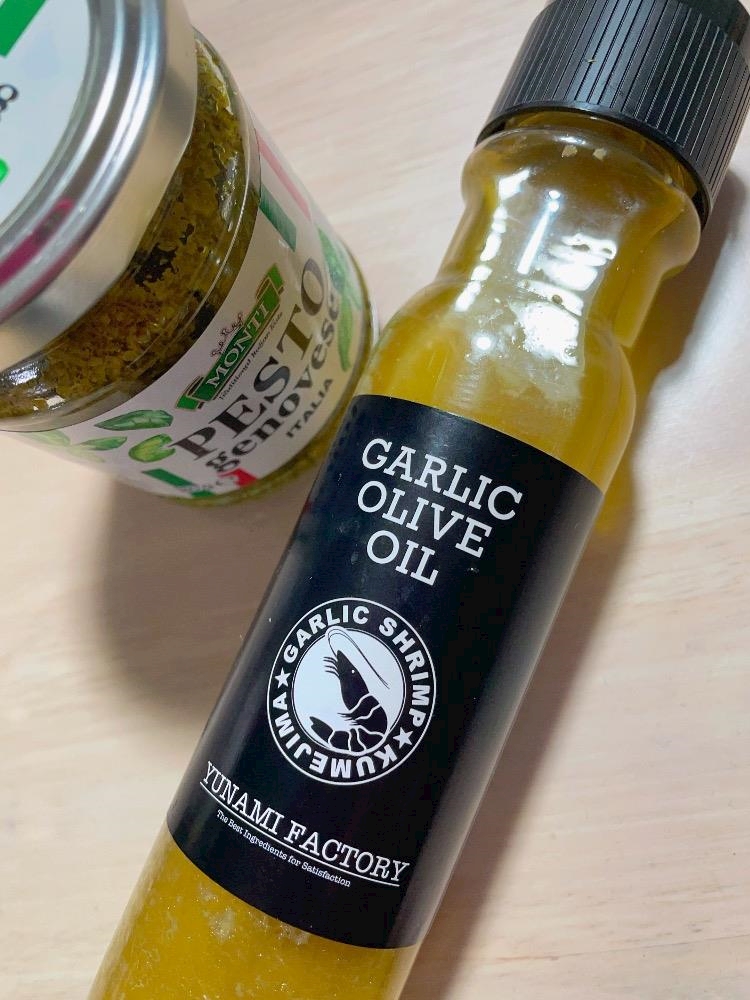 MONTI
PESTO
genovese
ITALIA
GARLIC
OLIVE
OIL
GARLIC SHRIMP
★ KUMEJIMA ★
YUNAMI FACTORY
The Best Ingredients for Satisfaction